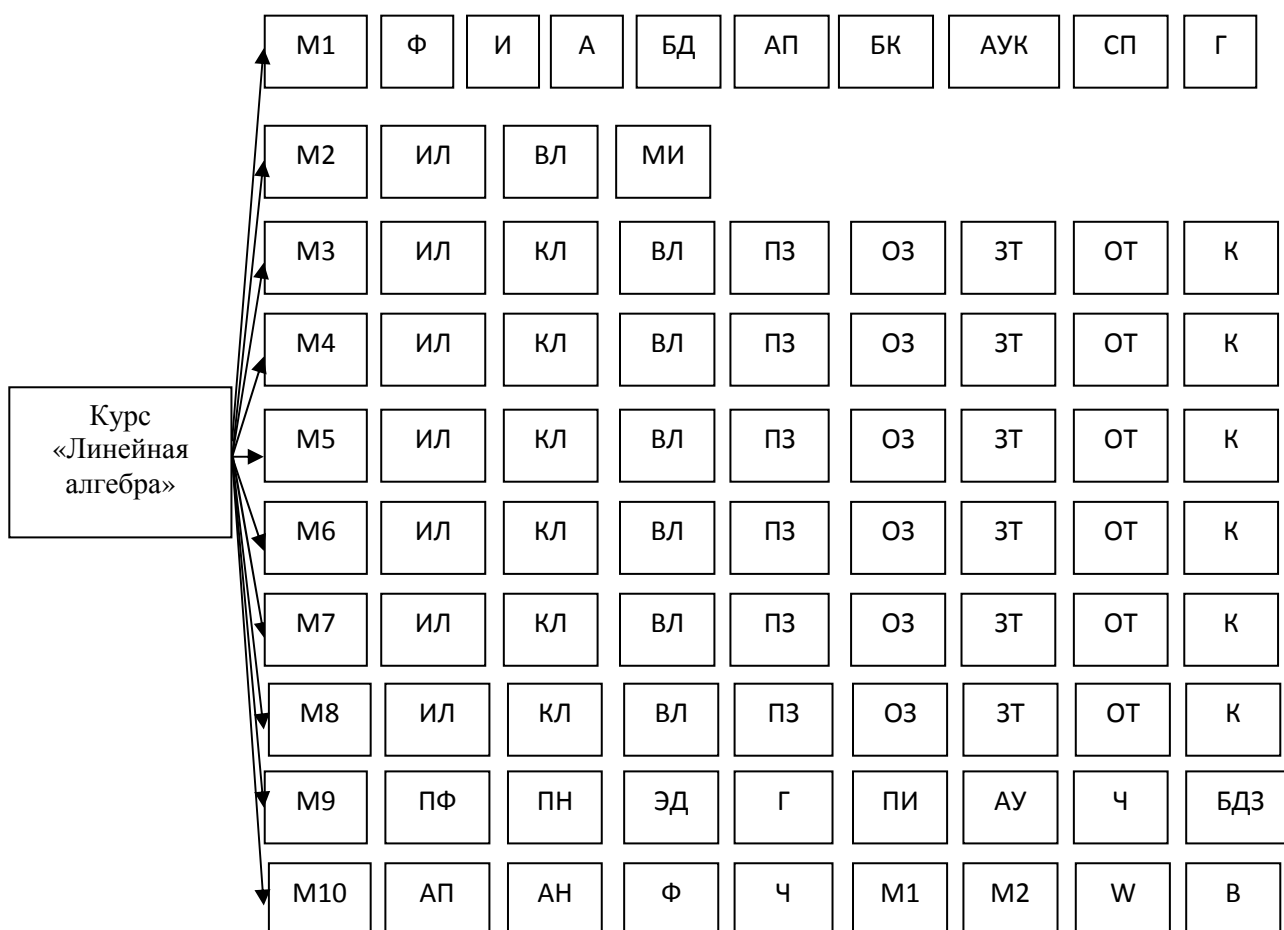 М1 Ф И А БД АП БК АУК СП Г
М2 ИЛ ВЛ МИ
М3 ИЛ КЛ ВЛ ПЗ ОЗ ЗТ ОТ К
М4 ИЛ КЛ ВЛ ПЗ ОЗ ЗТ ОТ К
Курс
«Линейная
алгебра»
М5 ИЛ КЛ ВЛ ПЗ ОЗ ЗТ ОТ К
М6 ИЛ КЛ ВЛ ПЗ ОЗ ЗТ ОТ К
М7 ИЛ КЛ ВЛ ПЗ ОЗ ЗТ ОТ К
М8 ИЛ КЛ ВЛ ПЗ ОЗ ЗТ ОТ К
М9 ПФ ПН ЭД Г ПИ АУ Ч БДЗ
М10 АП АН Ф Ч М1 М2 W В